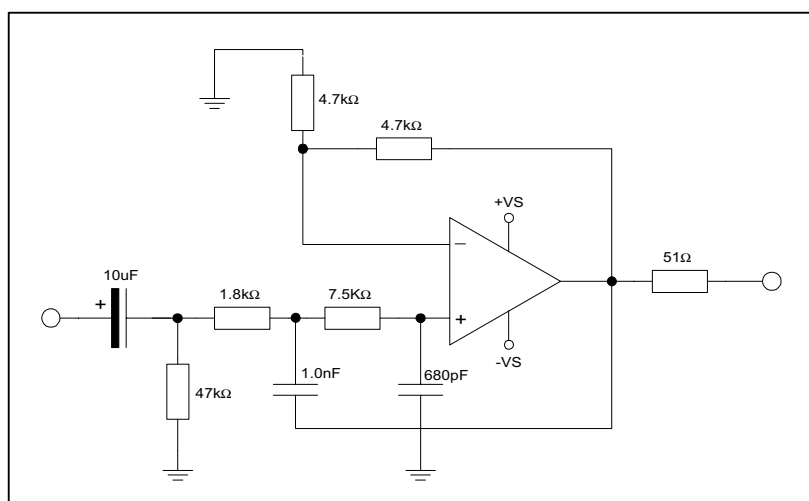 4.7kΩ
4.7kΩ
+VS
−
51Ω
10uF
+
1.8kΩ
7.5KΩ
+
-VS
1.0nF
680pF
47kΩ